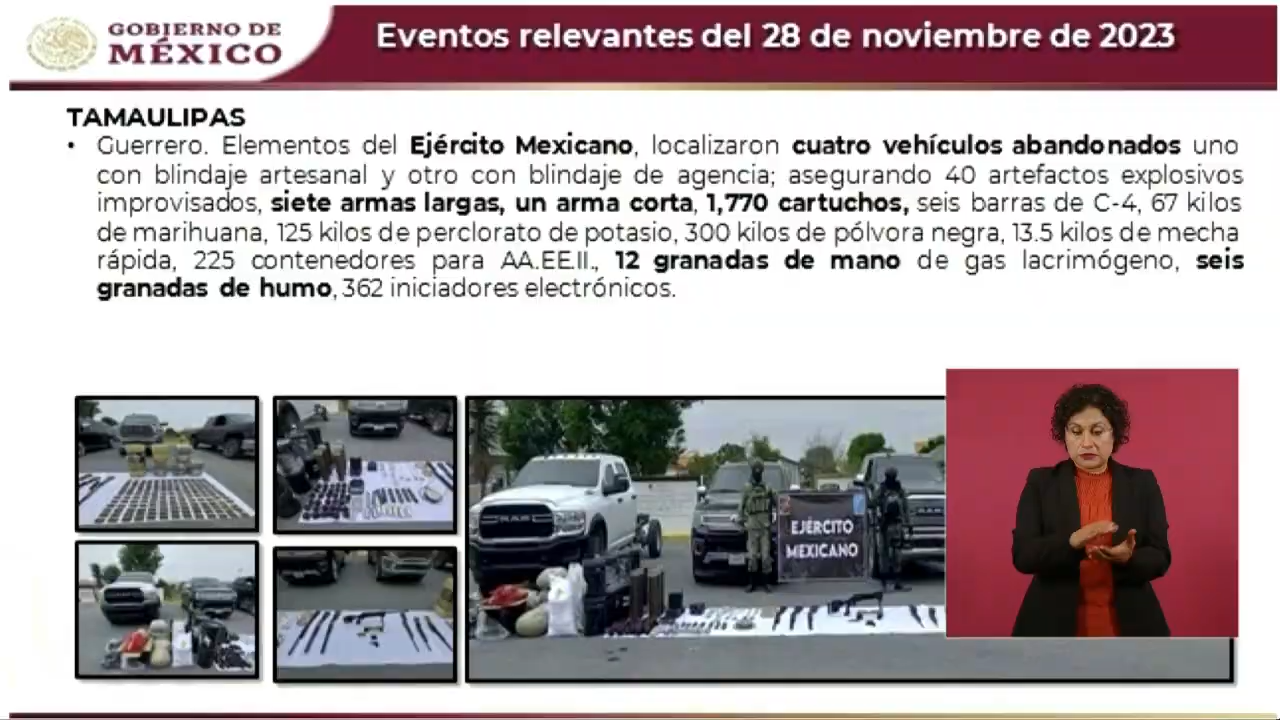 GOBIERNO DE
MÉXICO
Eventos relevantes del 28 de noviembre de 2023
TAMAULIPAS
• Guerrero. Elementos del Ejército Mexicano, localizaron cuatro vehículos abandonados uno
con blindaje artesanal y otro con blindaje de agencia; asegurando 40 artefactos explosivos
improvisados, siete armas largas, un arma corta, 1,770 cartuchos, seis barras de C-4, 67 kilos
de marihuana, 125 kilos de perclorato de potasio, 300 kilos de pólvora negra, 13.5 kilos de mecha
rápida, 225 contenedores para AA.EE.II., 12 granadas de mano de gas lacrimógeno, seis
granadas de humo, 362 iniciadores electrónicos.
RAM
RAM
EJÉRCITO
MEXICANO